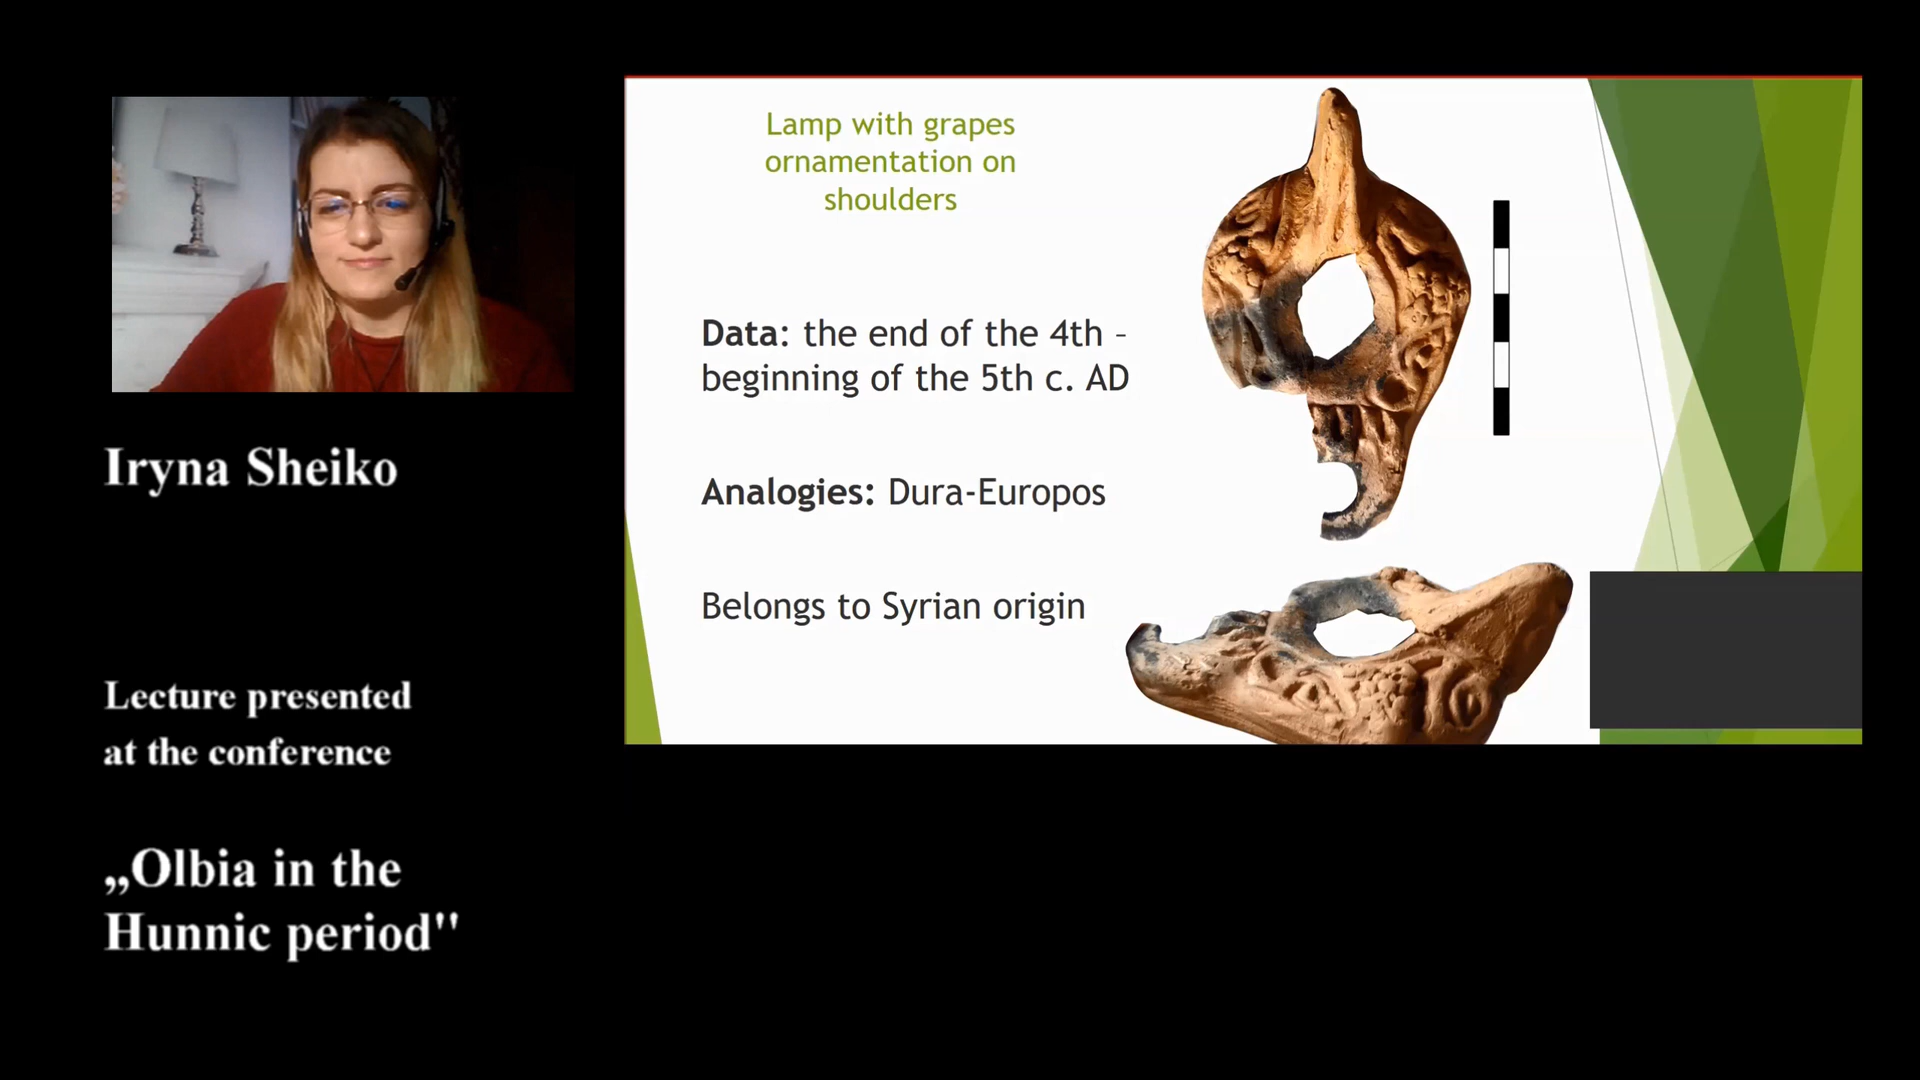 Lamp with grapes
ornamentation on
shoulders
Data: the end of the 4th –
beginning of the 5th c. AD
Analogies: Dura-Europos
Belongs to Syrian origin
Iryna Sheiko
Lecture presented
at the conference
„Olbia in the
Hunnic period"